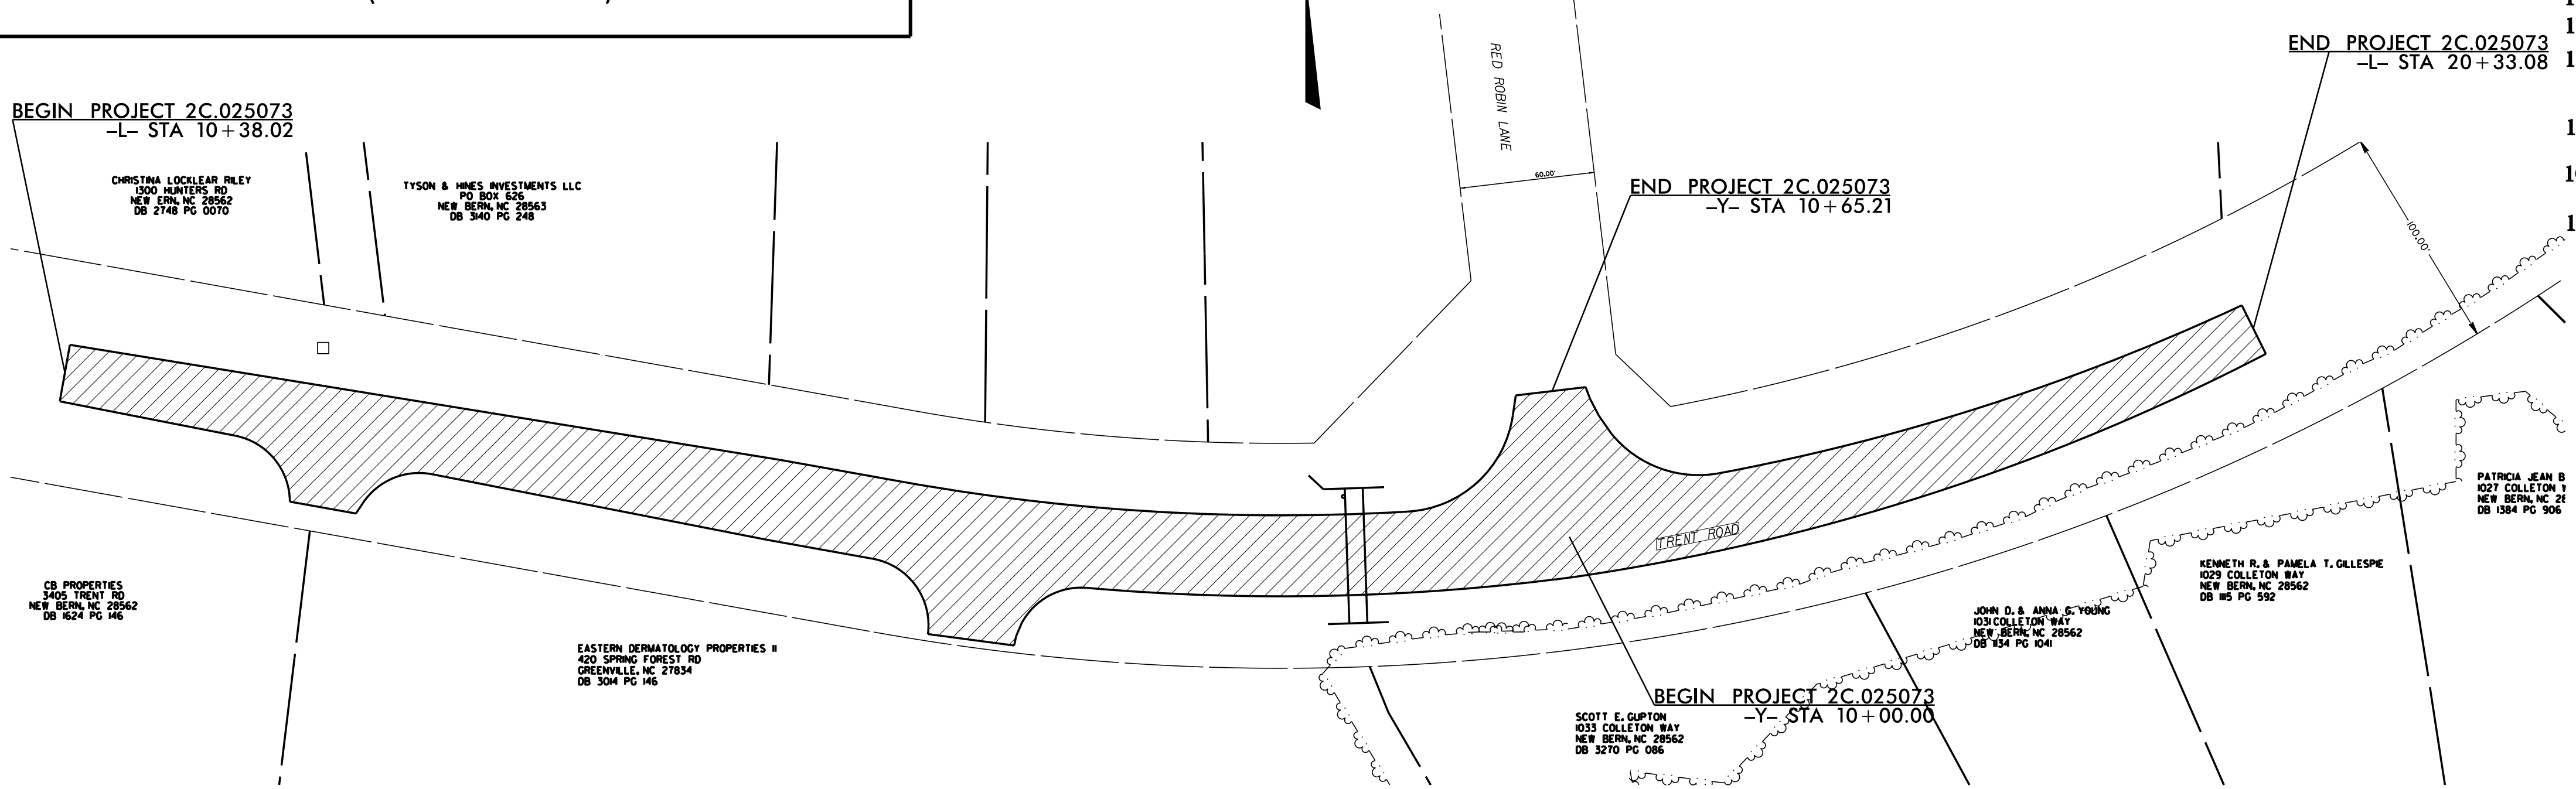 END PROJECT 2C.025073
-L- STA 20+33.08
BEGIN PROJECT 2C.025073
-L- STA 10+38.02
RED ROBIN LANE
60.00'
END PROJECT 2C.025073
-Y- STA 10+65.21
CHRISTINA LOCKLEAR RILEY
1300 HUNTERS RD
NEW ERN, NC 28562
DB 2748 PG 0070
TYSON & HINES INVESTMENTS LLC
PO BOX 626
NEW BERN, NC 28563
DB 3140 PG 248
100.00'
TRENT ROAD
PATRICIA JEAN B
1027 COLLETON
NEW BERN, NC
DB 1384 PG 906
KENNETH R. & PAMELA T. GILLESPIE
1029 COLLETON WAY
NEW BERN, NC 28562
DB 1115 PG 592
CB PROPERTIES
3405 TRENT RD
NEW BERN, NC 28562
DB 1624 PG 146
JOHN D. & ANNA G. YOUNG
1031 COLLETON WAY
NEW BERN, NC 28562
DB 1134 PG 1041
EASTERN DERMATOLOGY PROPERTIES II
420 SPRING FOREST RD
GREENVILLE, NC 27834
DB 3014 PG 146
BEGIN PROJECT 2C.025073
-Y- STA 10+00.00
SCOTT E. GUPTON
1033 COLLETON WAY
NEW BERN, NC 28562
DB 3270 PG 086